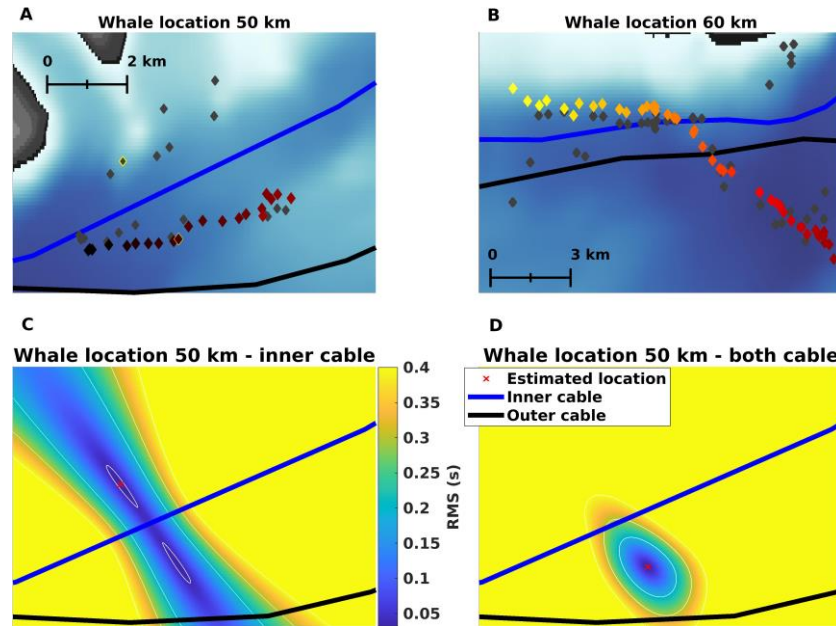 A
Whale location 50 km
0 2 km
B
Whale location 60 km
0 3 km
C
Whale location 50 km - inner cable
0.4
0.35
0.3
0.25
0.2
0.15
0.1
0.05
RMS (s)
D
Whale location 50 km - both cable
Estimated location
Inner cable
Outer cable